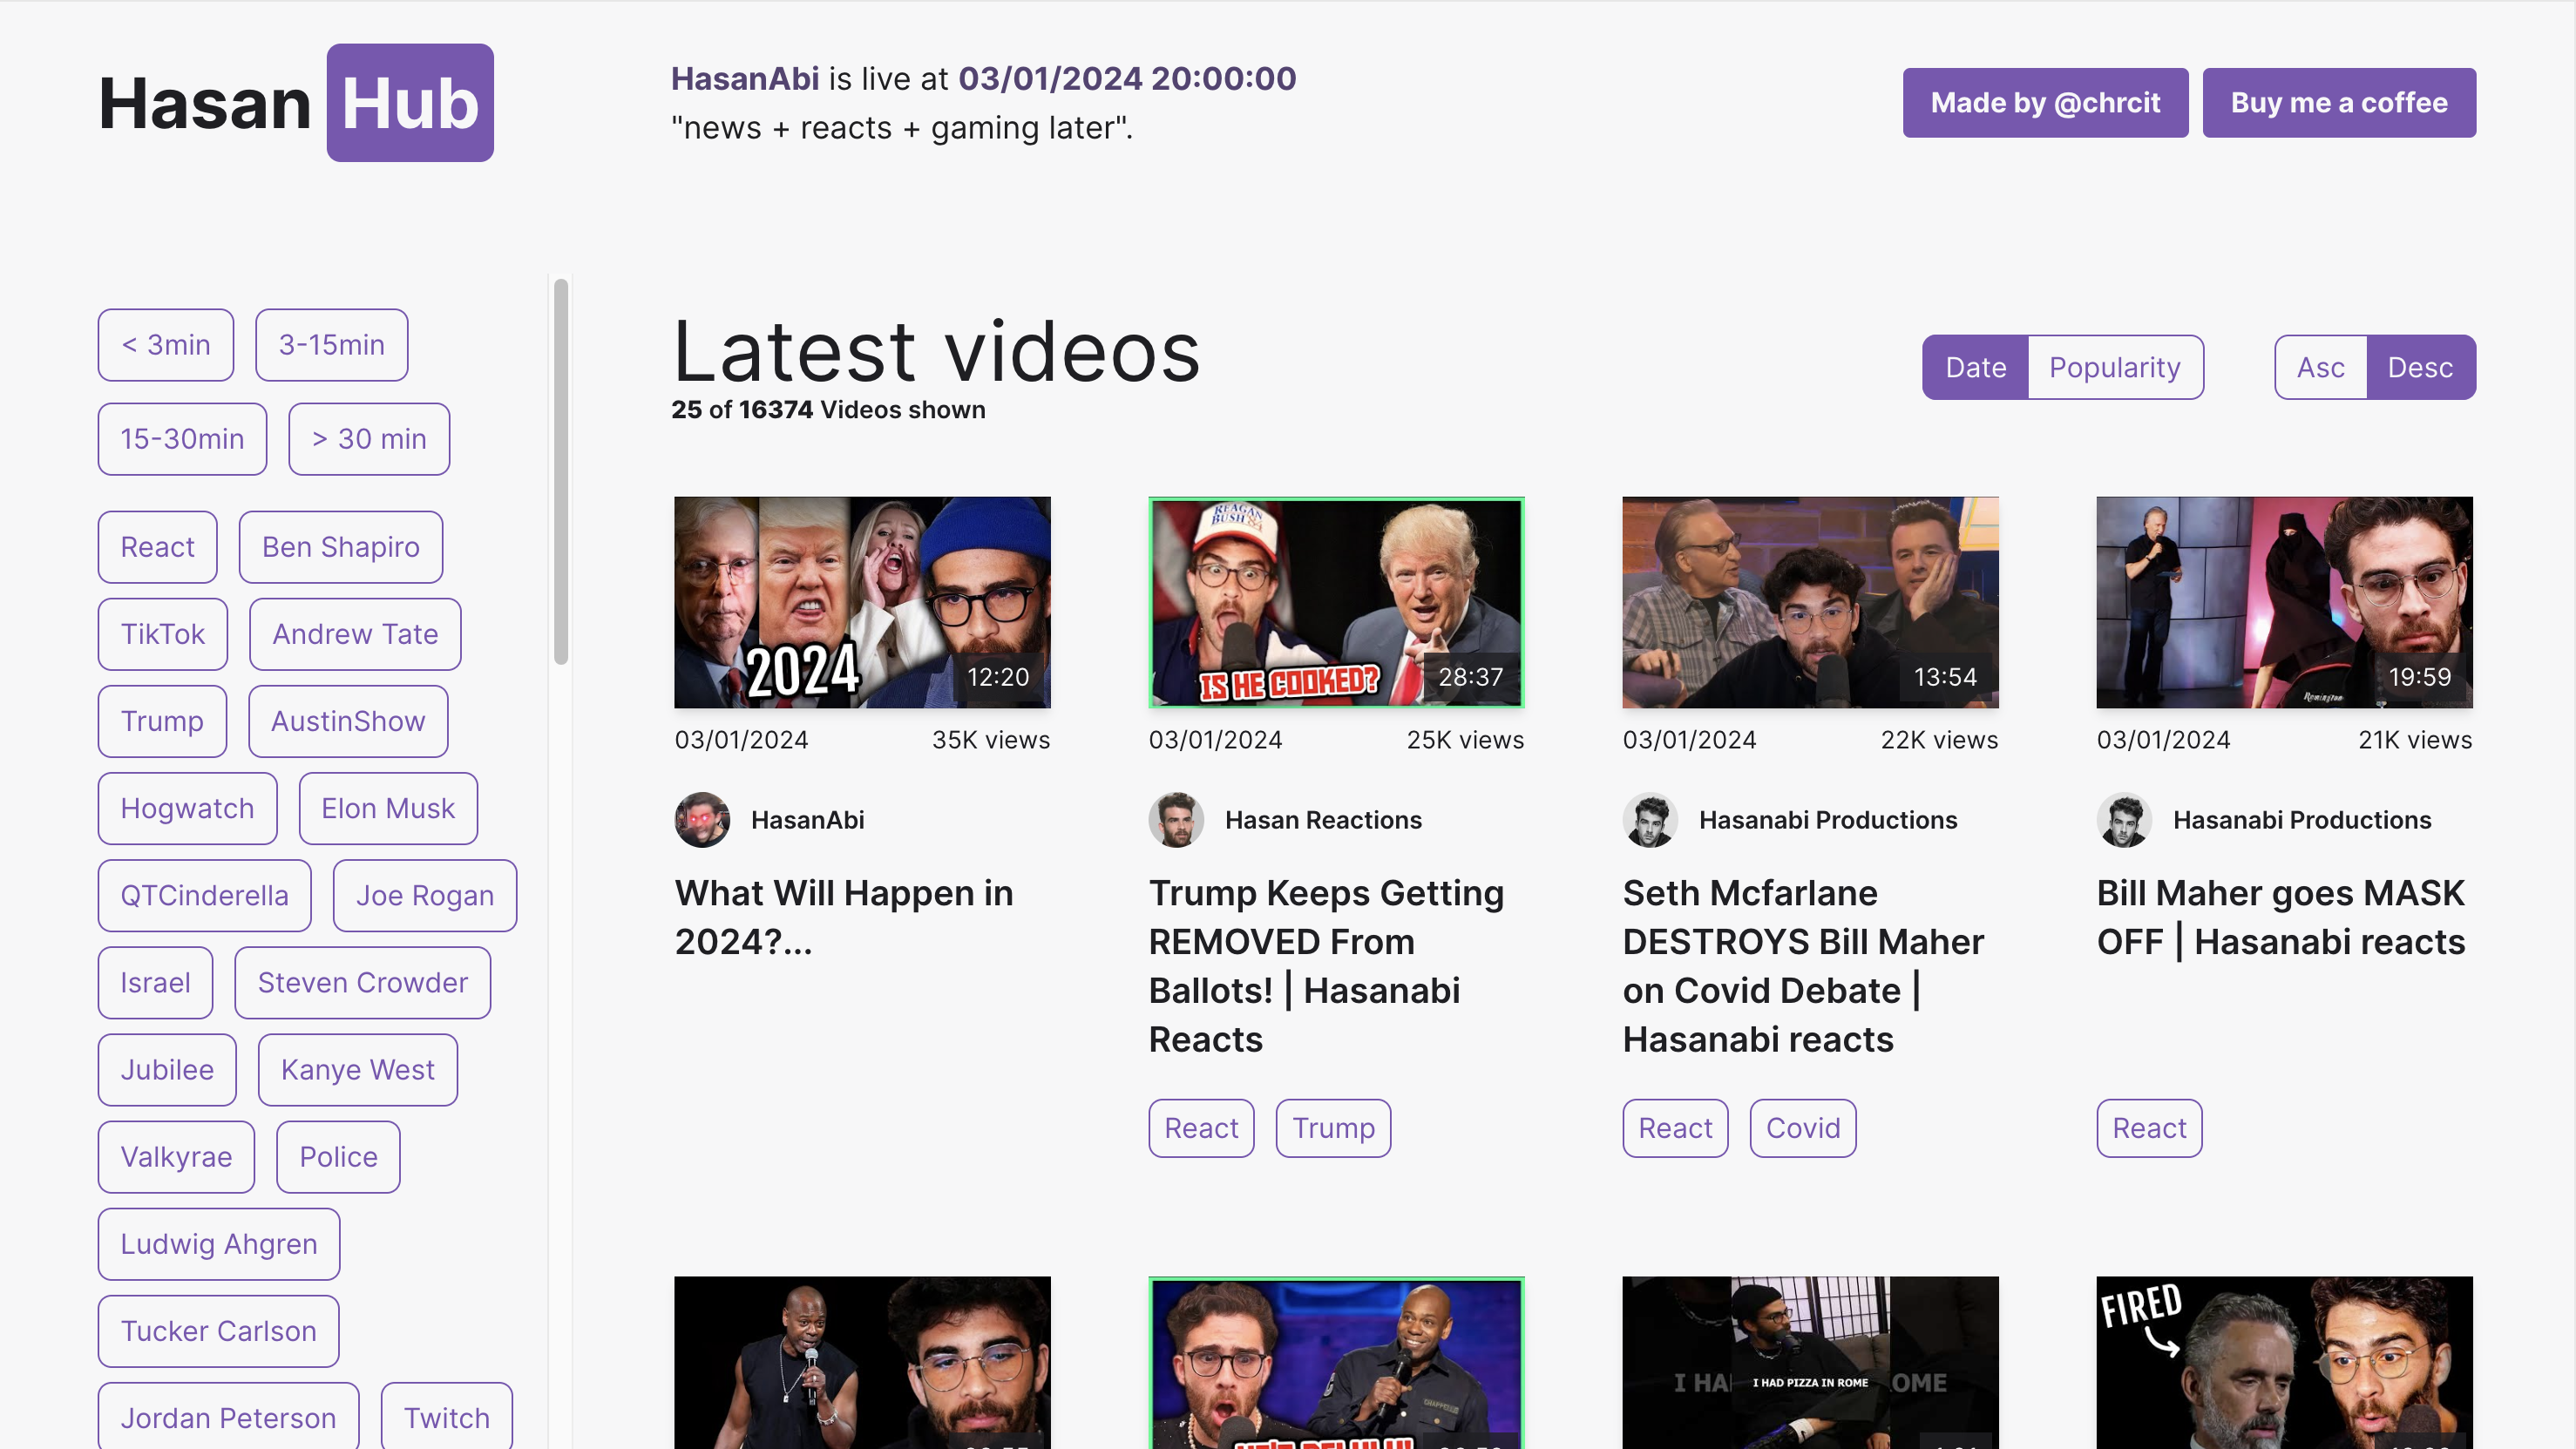 Hasan Hub
HasanAbi is live at 03/01/2024 20:00:00
"news + reacts + gaming later".
Made by @chrcit
Buy me a coffee
< 3min
3-15min
15-30min
> 30 min
React
Ben Shapiro
TikTok
Andrew Tate
Trump
AustinShow
Hogwatch
Elon Musk
QTCinderella
Joe Rogan
Israel
Steven Crowder
Jubilee
Kanye West
Valkyrae
Police
Ludwig Ahgren
Tucker Carlson
Jordan Peterson
Twitch
Latest videos
25 of 16374 Videos shown
Date
Popularity
Asc
Desc
2024
12:20
03/01/2024
35K views
HasanAbi
What Will Happen in
2024?...
REAGAN
BUSH
IS HE COOKED?
28:37
03/01/2024
25K views
Hasan Reactions
Trump Keeps Getting
REMOVED From
Ballots! | Hasanabi
Reacts
React
Trump
13:54
03/01/2024
22K views
Hasanabi Productions
Seth Mcfarlane
DESTROYS Bill Maher
on Covid Debate |
Hasanabi reacts
React
Covid
Remington
19:59
03/01/2024
21K views
Hasanabi Productions
Bill Maher goes MASK
OFF | Hasanabi reacts
React
I HA
I HAD PIZZA IN ROME
OME
FIRED